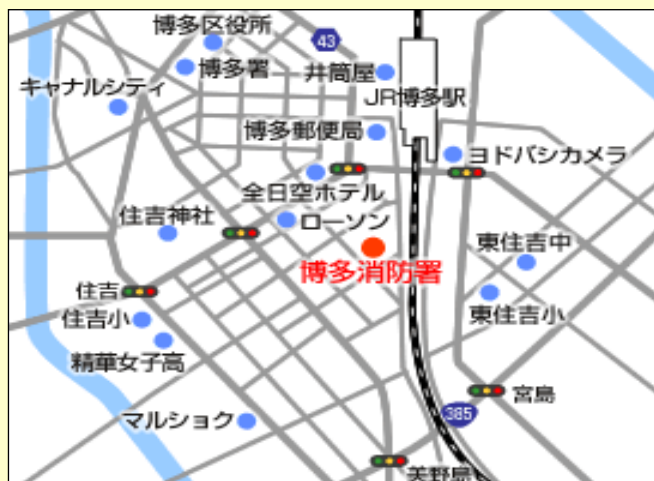 博多区役所
43
博多署
井筒屋
キャナルシティ
JR博多駅
博多郵便局
ヨドバシカメラ
全日空ホテル
住吉神社
ローソン
東住吉中
博多消防署
住吉
東住吉小
住吉小
精華女子高
宮島
385
マルショク
美野島